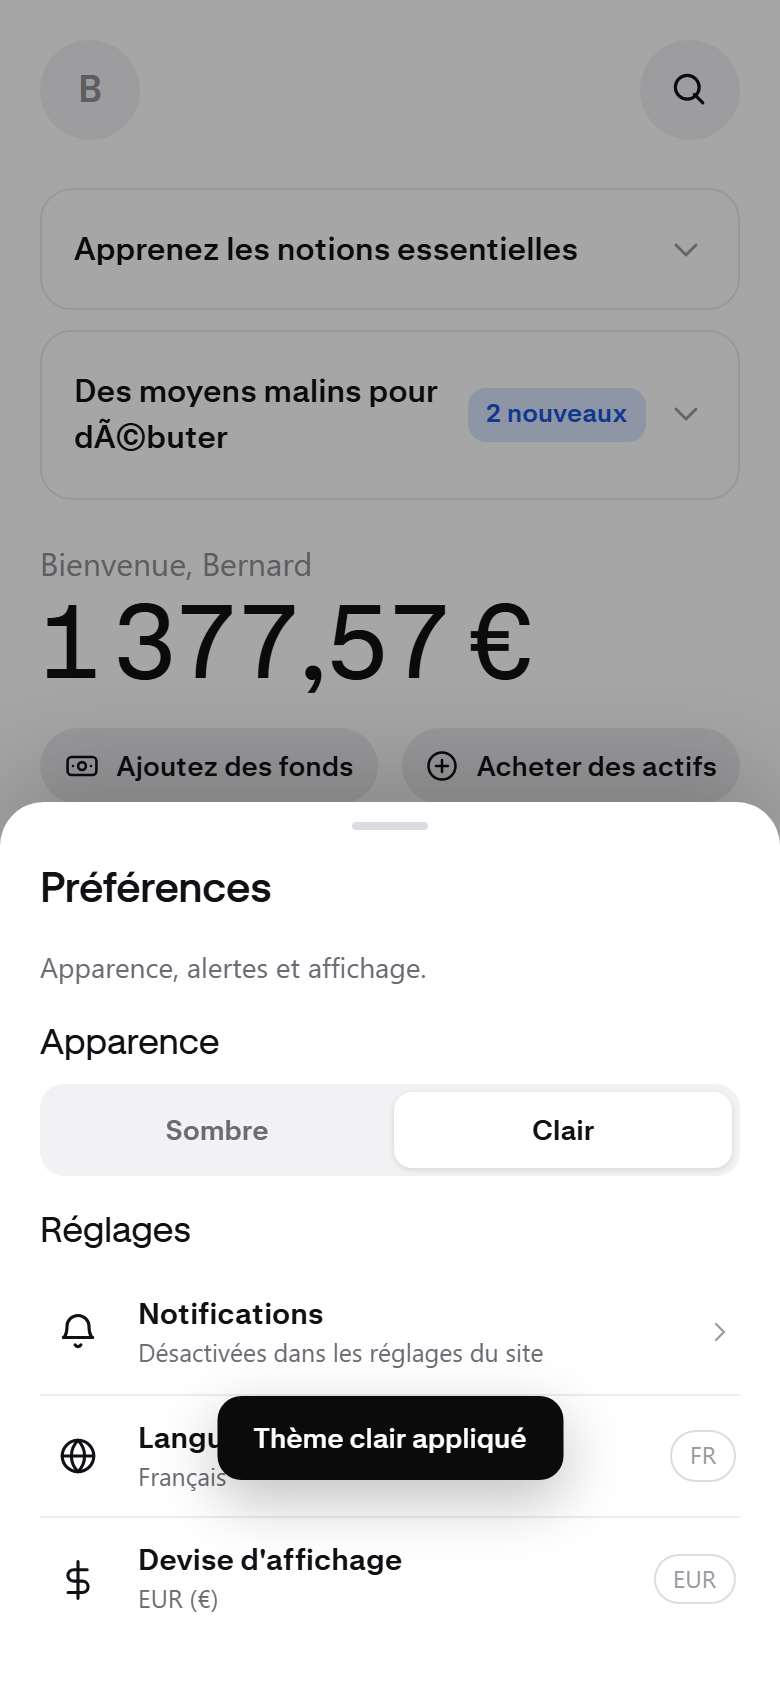 B
Apprenez les notions essentielles
Des moyens malins pour
dÃ©buter
2 nouveaux
Bienvenue, Bernard
1 377,57 €
Ajoutez des fonds
Acheter des actifs
Préférences
Apparence, alertes et affichage.
Apparence
Sombre
Clair
Réglages
Notifications
Désactivées dans les réglages du site
Thème clair appliqué
Français
FR
Devise d'affichage
EUR (€)
EUR